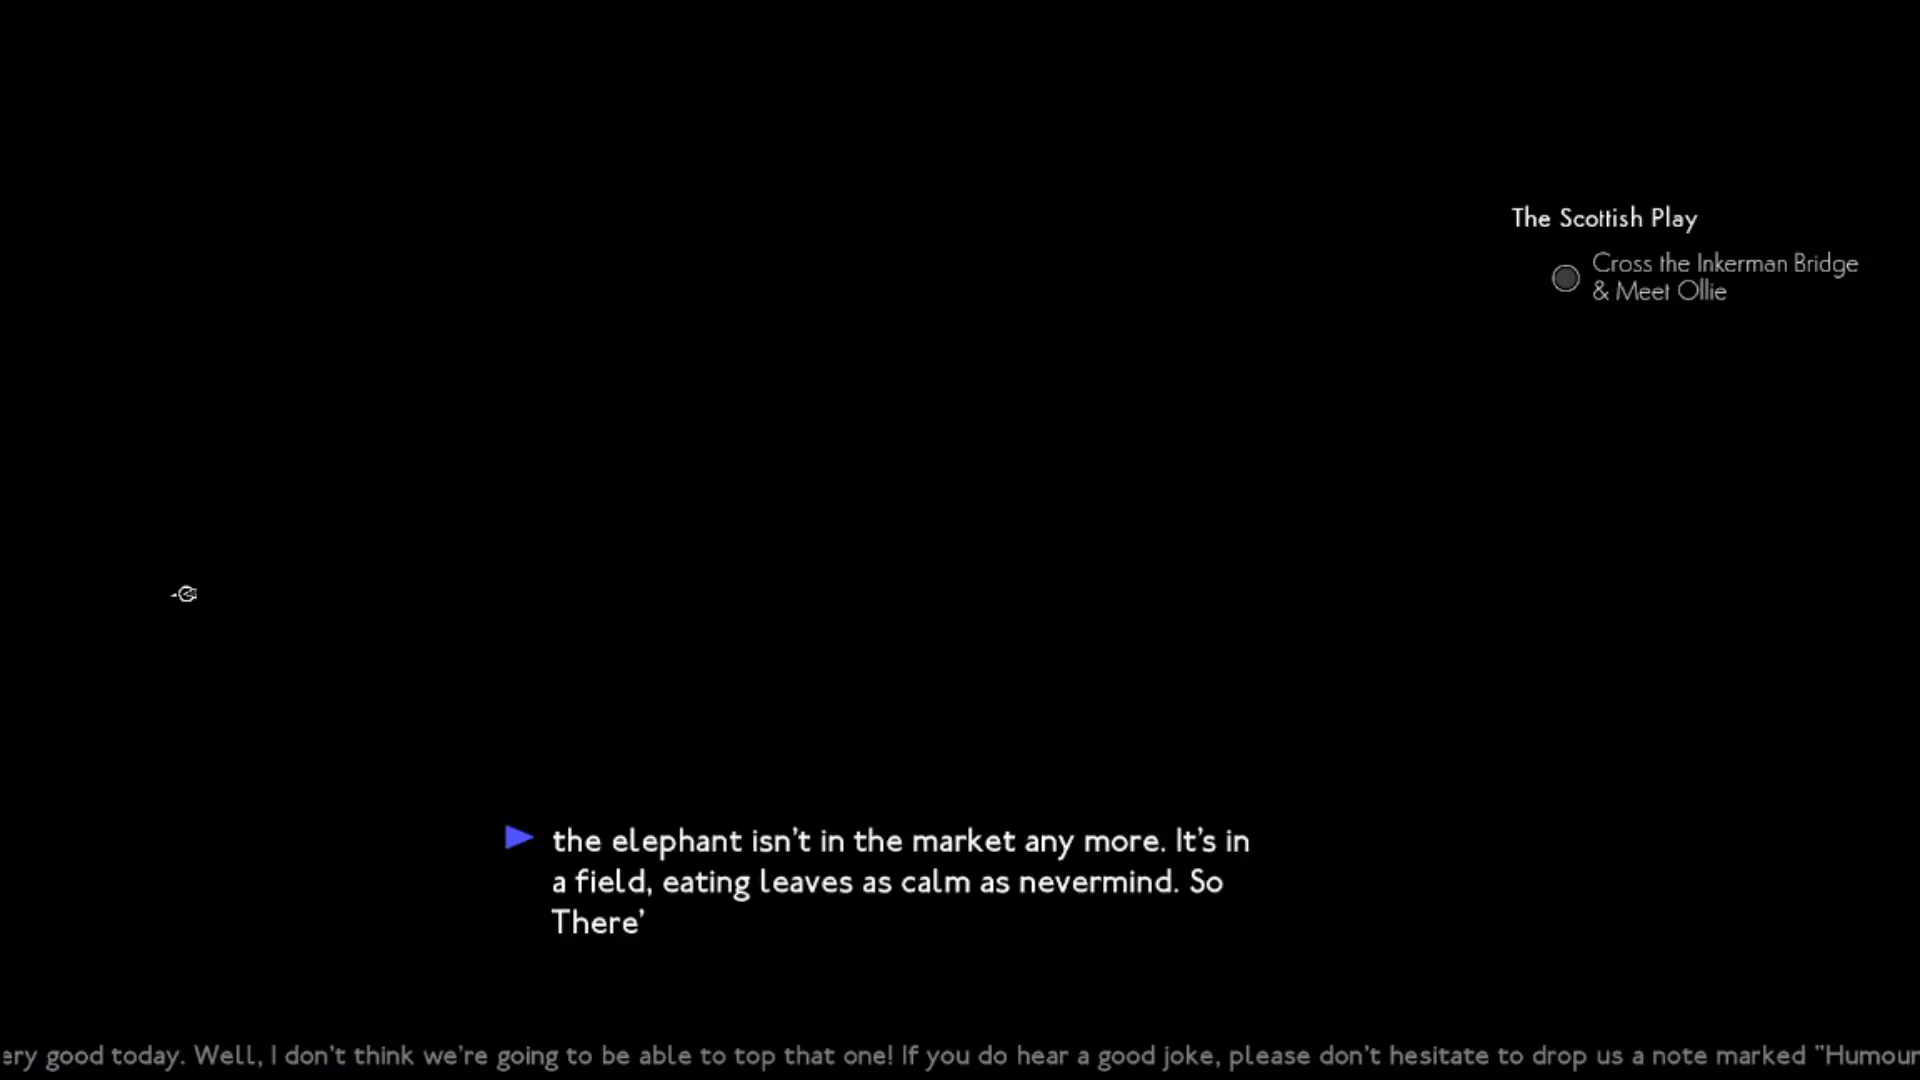 The Scottish Play
Cross the Inkerman Bridge
& Meet Ollie
the elephant isn't in the market any more. It's in
a field, eating leaves as calm as nevermind. So
There'
ery good today. Well, I don't think we're going to be able to top that one! If you do hear a good joke, please don't hesitate to drop us a note marked "Humour